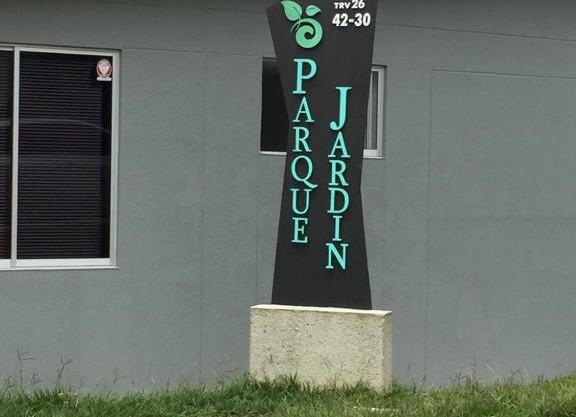 TRV 26
42-30
PARQUE
JARDIN